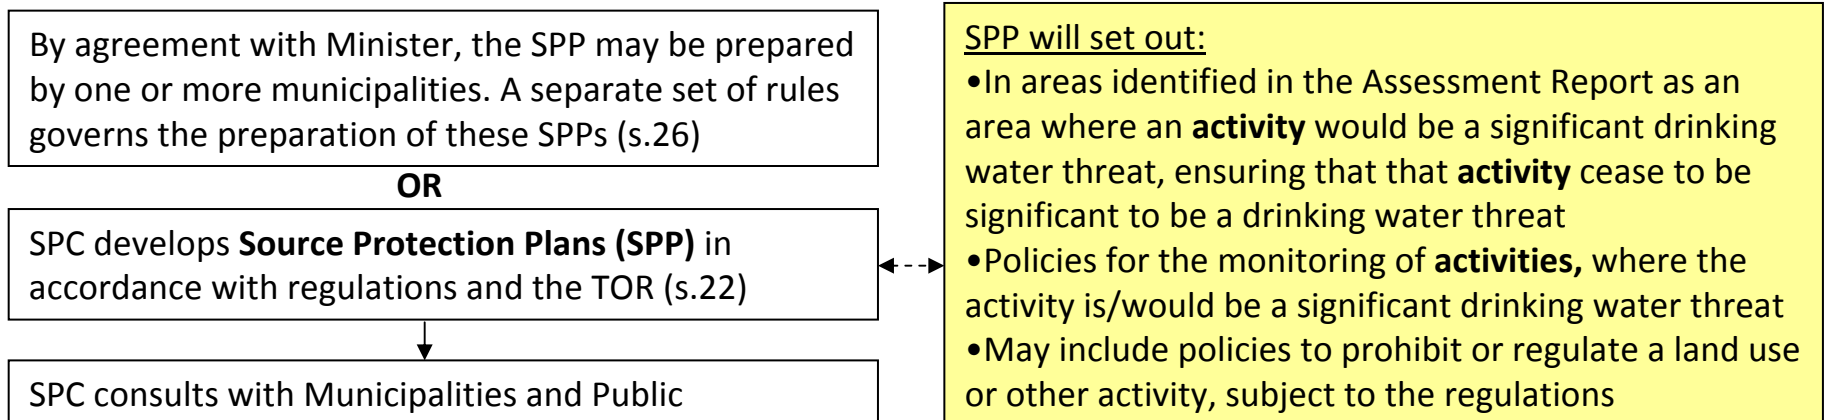 By agreement with Minister, the SPP may be prepared
by one or more municipalities. A separate set of rules
governs the preparation of these SPPs (s.26)
OR
SPC develops Source Protection Plans (SPP) in
accordance with regulations and the TOR (s.22)
SPC consults with Municipalities and Public
SPP will set out:
•In areas identified in the Assessment Report as an
area where an activity would be a significant drinking
water threat, ensuring that that activity cease to be
significant to be a drinking water threat
•Policies for the monitoring of activities, where the
activity is/would be a significant drinking water threat
•May include policies to prohibit or regulate a land use
or other activity, subject to the regulations